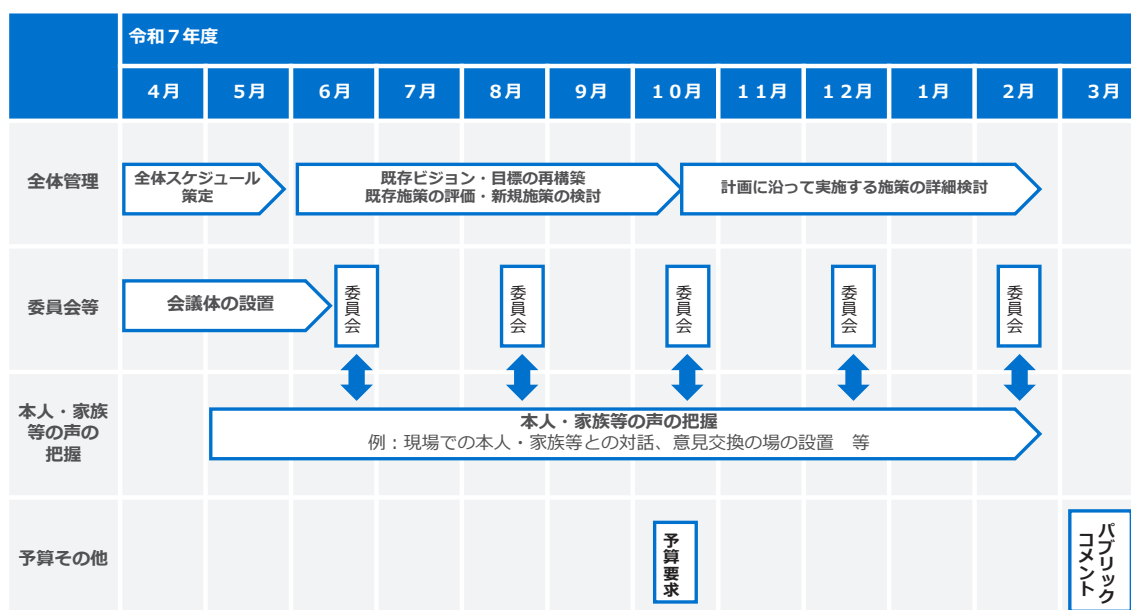 令和７年度
４月
５月
６月
７月
８月
９月
１０月
１１月
１２月
１月
２月
３月
全体管理
全体スケジュール
策定
既存ビジョン・目標の再構築
既存施策の評価・新規施策の検討
計画に沿って実施する施策の詳細検討
委員会等
会議体の設置
委員会
委員会
委員会
委員会
委員会
本人・家族
等の声の
把握
本人・家族等の声の把握
例：現場での本人・家族等との対話、意見交換の場の設置　等
予算その他
予算要求
パブリック
コメント